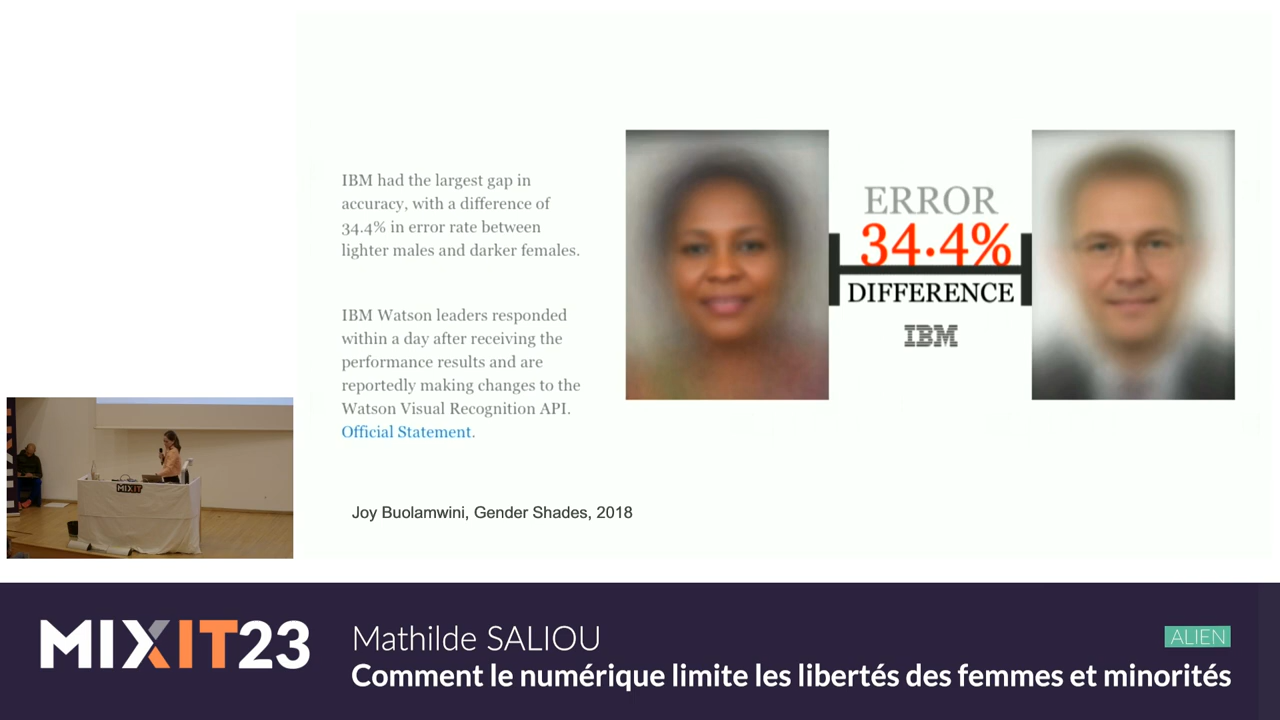 IBM had the largest gap in
accuracy, with a difference of
34.4% in error rate between
lighter males and darker females.
IBM Watson leaders responded
within a day after receiving the
performance results and are
reportedly making changes to the
Watson Visual Recognition API.
Official Statement.
ERROR
34.4%
DIFFERENCE
IBM
Joy Buolamwini, Gender Shades, 2018
MIXIT
MIXIT23
Mathilde SALIOU
ALIEN
Comment le numérique limite les libertés des femmes et minorités